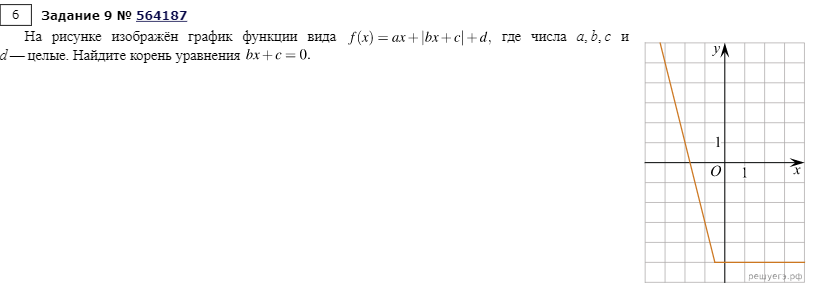 6 Задание 9 № 564187
На рисунке изображён график функции вида f(x) = ax + |bx + c| + d, где числа a, b, c и
d — целые. Найдите корень уравнения bx + c = 0.
y
1
O 1 x
решуегэ.рф